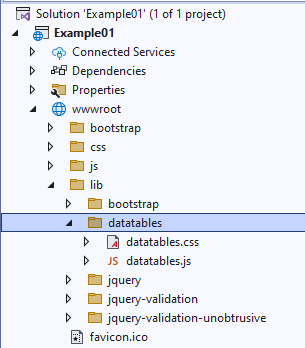 Solution 'Example01' (1 of 1 project)
Example01
Connected Services
Dependencies
Properties
wwwroot
bootstrap
css
js
lib
bootstrap
datatables
datatables.css
JS datatables.js
jquery
jquery-validation
jquery-validation-unobtrusive
favicon.ico